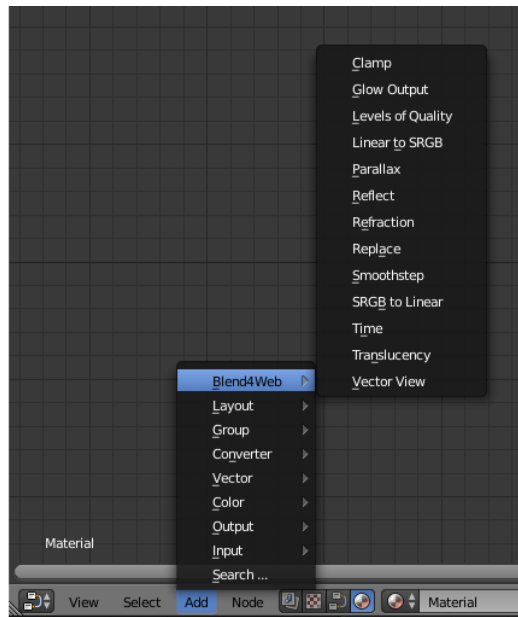 Clamp
Glow Output
Levels of Quality
Linear to SRGB
Parallax
Reflect
Refraction
Replace
Smoothstep
SRGB to Linear
Time
Translucency
Vector View
Blend4Web
Layout
Group
Converter
Vector
Color
Output
Input
Search ...
Material
View Select Add Node Material